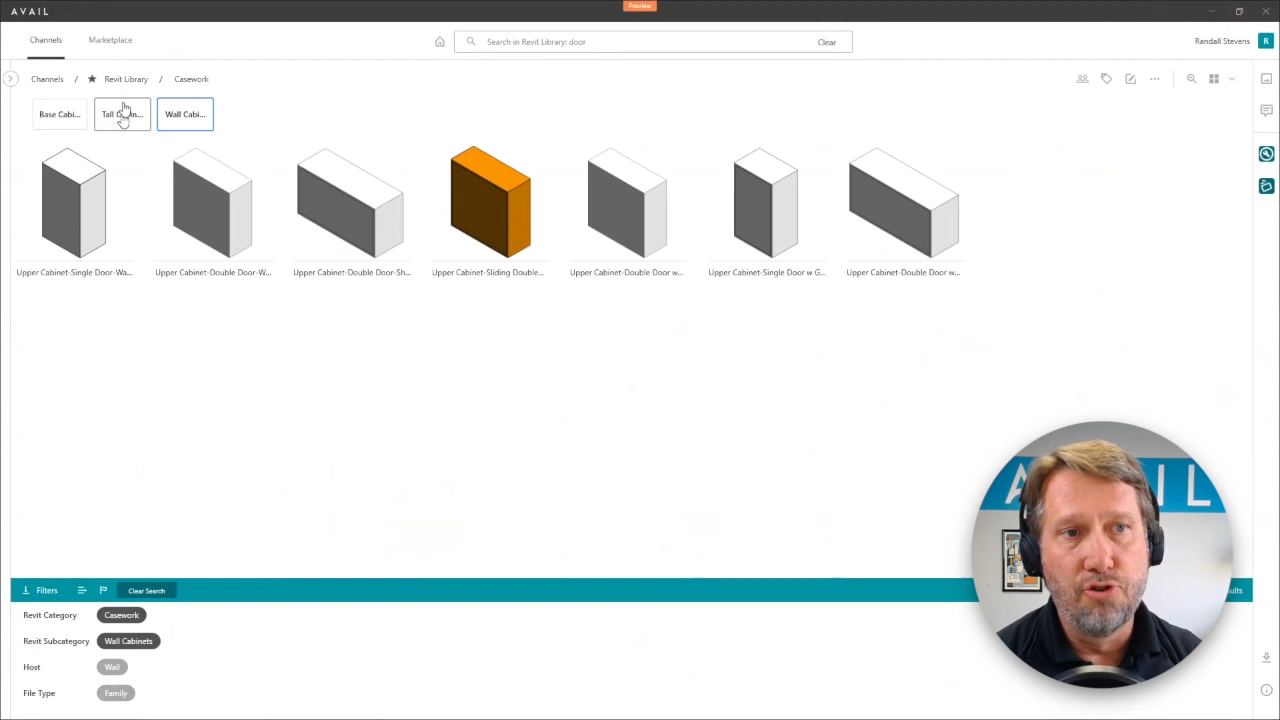 AVAIL
Preview
Channels
Marketplace
Search in Revit Library: door
Clear
Randall Stevens
R
Channels / ★ Revit Library / Casework
Base Cabi...
Wall Cabi...
Upper Cabinet-Single Door-Wa...
Upper Cabinet-Double Door-W...
Upper Cabinet-Double Door-Sh...
Upper Cabinet-Sliding Double...
Upper Cabinet-Double Door w...
Upper Cabinet-Single Door w G...
Upper Cabinet-Double Door w...
Filters
Clear Search
Revit Category
Casework
Revit Subcategory
Wall Cabinets
Host
Wall
File Type
Family